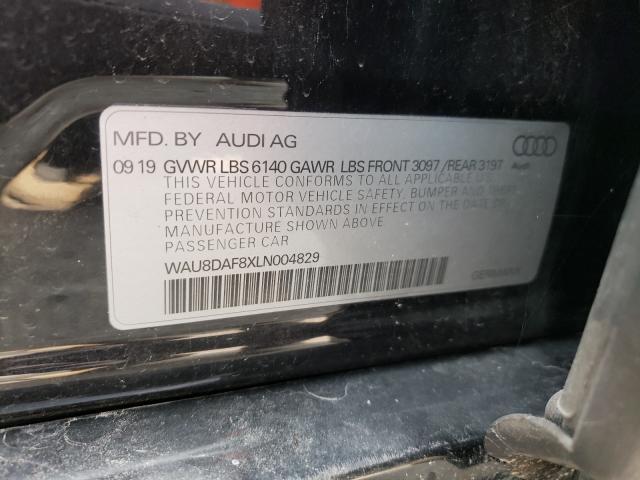 MFD. BY AUDI AG
09 19 GVWR LBS 6140 GAWR LBS FRONT 3097 / REAR 3197
Audi
THIS VEHICLE CONFORMS TO ALL APPLICABLE U.S.
FEDERAL MOTOR VEHICLE SAFETY, BUMPER AND THEFT
PREVENTION STANDARDS IN EFFECT ON THE DATE OF
MANUFACTURE SHOWN ABOVE.
PASSENGER CAR
WAU8DAF8XLN004829
GERMANY